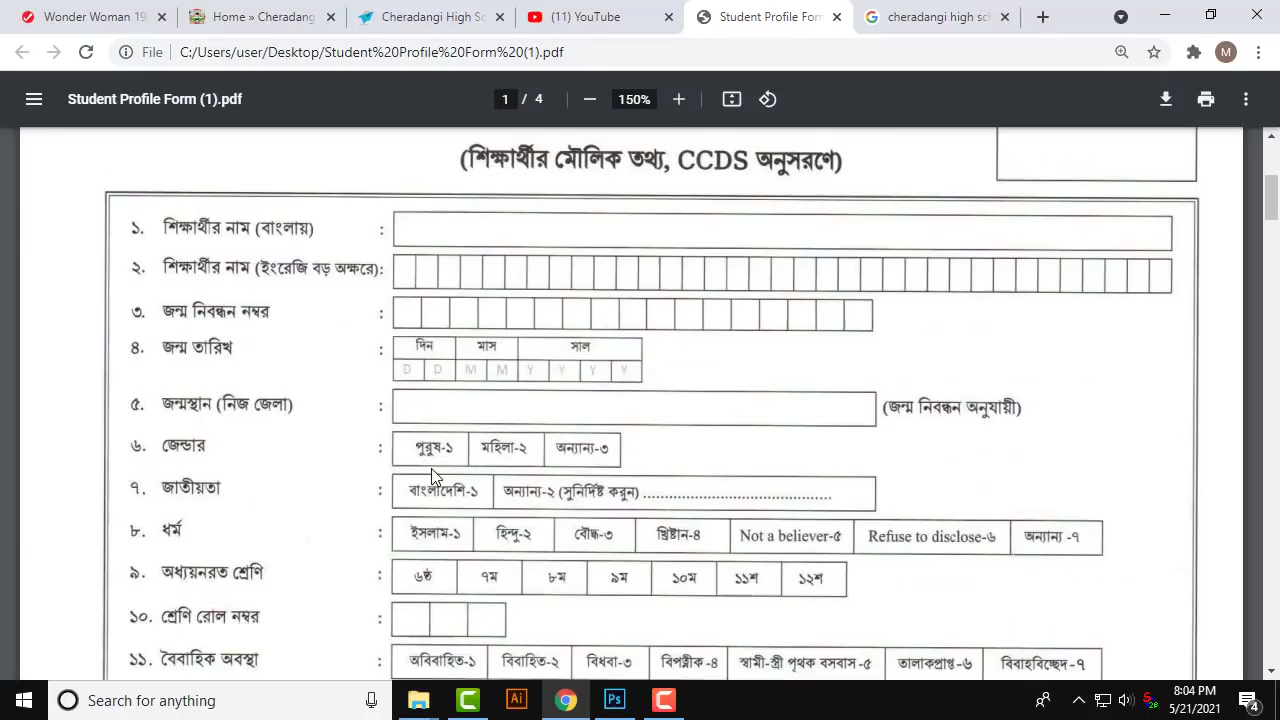 Wonder Woman 19
Home » Cheradang
Cheradangi High Sc
(11) YouTube
Student Profile Form
cheradangi high sch
File C:/Users/user/Desktop/Student%20Profile%20Form%20(1).pdf
M
Student Profile Form (1).pdf
1 / 4
150%
(শিক্ষার্থীর মৌলিক তথ্য, CCDS অনুসরণে)
১. শিক্ষার্থীর নাম (বাংলায়) :
২. শিক্ষার্থীর নাম (ইংরেজি বড় অক্ষরে):
৩. জন্ম নিবন্ধন নম্বর :
৪. জন্ম তারিখ : দিন মাস সাল
D D M M Y Y Y Y
৫. জন্মস্থান (নিজ জেলা) : (জন্ম নিবন্ধন অনুযায়ী)
৬. জেন্ডার : পুরুষ-১ মহিলা-২ অন্যান্য-৩
৭. জাতীয়তা : বাংলাদেশি-১ অন্যান্য-২ (সুনির্দিষ্ট করুন) ..........................................
৮. ধর্ম : ইসলাম-১ হিন্দু-২ বৌদ্ধ-৩ খ্রিষ্টান-৪ Not a believer-৫ Refuse to disclose-৬ অন্যান্য -৭
৯. অধ্যয়নরত শ্রেণি : ৬ষ্ঠ ৭ম ৮ম ৯ম ১০ম ১১শ ১২শ
১০. শ্রেণি রোল নম্বর :
১১. বৈবাহিক অবস্থা : অবিবাহিত-১ বিবাহিত-২ বিধবা-৩ বিপত্নীক -৪ স্বামী-স্ত্রী পৃথক বসবাস -৫ তালাকপ্রাপ্ত-৬ বিবাহবিচ্ছেদ-৭
Search for anything
Ai
Ps
S
28
8:04 PM
5/21/2021
4